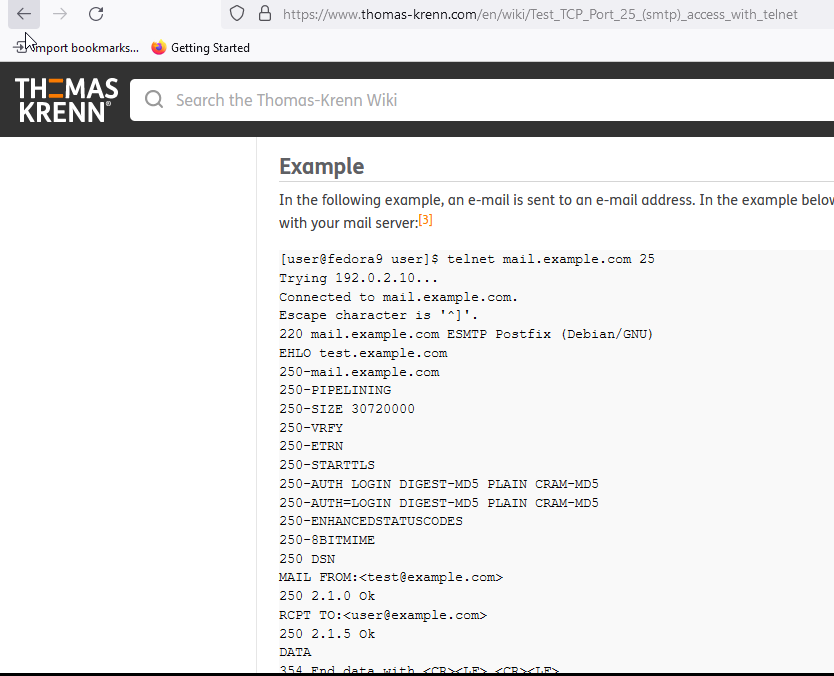 https://www.thomas-krenn.com/en/wiki/Test_TCP_Port_25_(smtp)_access_with_telnet
Import bookmarks... Getting Started
THOMAS
KRENN®
Search the Thomas-Krenn Wiki
Example
In the following example, an e-mail is sent to an e-mail address. In the example below
with your mail server:[3]
[user@fedora9 user]$ telnet mail.example.com 25
Trying 192.0.2.10...
Connected to mail.example.com.
Escape character is '^]'.
220 mail.example.com ESMTP Postfix (Debian/GNU)
EHLO test.example.com
250-mail.example.com
250-PIPELINING
250-SIZE 30720000
250-VRFY
250-ETRN
250-STARTTLS
250-AUTH LOGIN DIGEST-MD5 PLAIN CRAM-MD5
250-AUTH=LOGIN DIGEST-MD5 PLAIN CRAM-MD5
250-ENHANCEDSTATUSCODES
250-8BITMIME
250 DSN
MAIL FROM:<test@example.com>
250 2.1.0 Ok
RCPT TO:<user@example.com>
250 2.1.5 Ok
DATA
354 End data with <CR><LF>.<CR><LF>